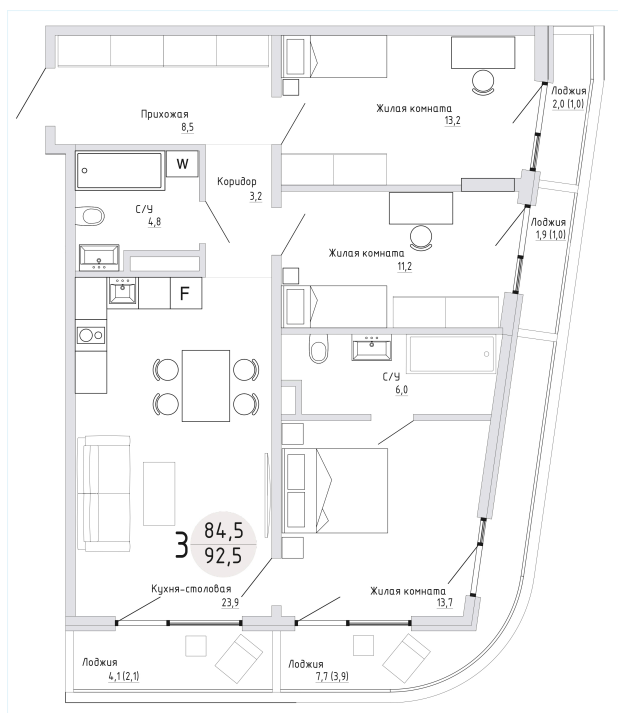 Лоджия
2,0 (1,0)
Жилая комната
13,2
Прихожая
8,5
W
Коридор
3,2
С/У
4,8
Лоджия
1,9 (1,0)
Жилая комната
11,2
F
С/У
6,0
3
84,5
92,5
Кухня-столовая
23,9
Жилая комната
13,7
Лоджия
4,1 (2,1)
Лоджия
7,7 (3,9)